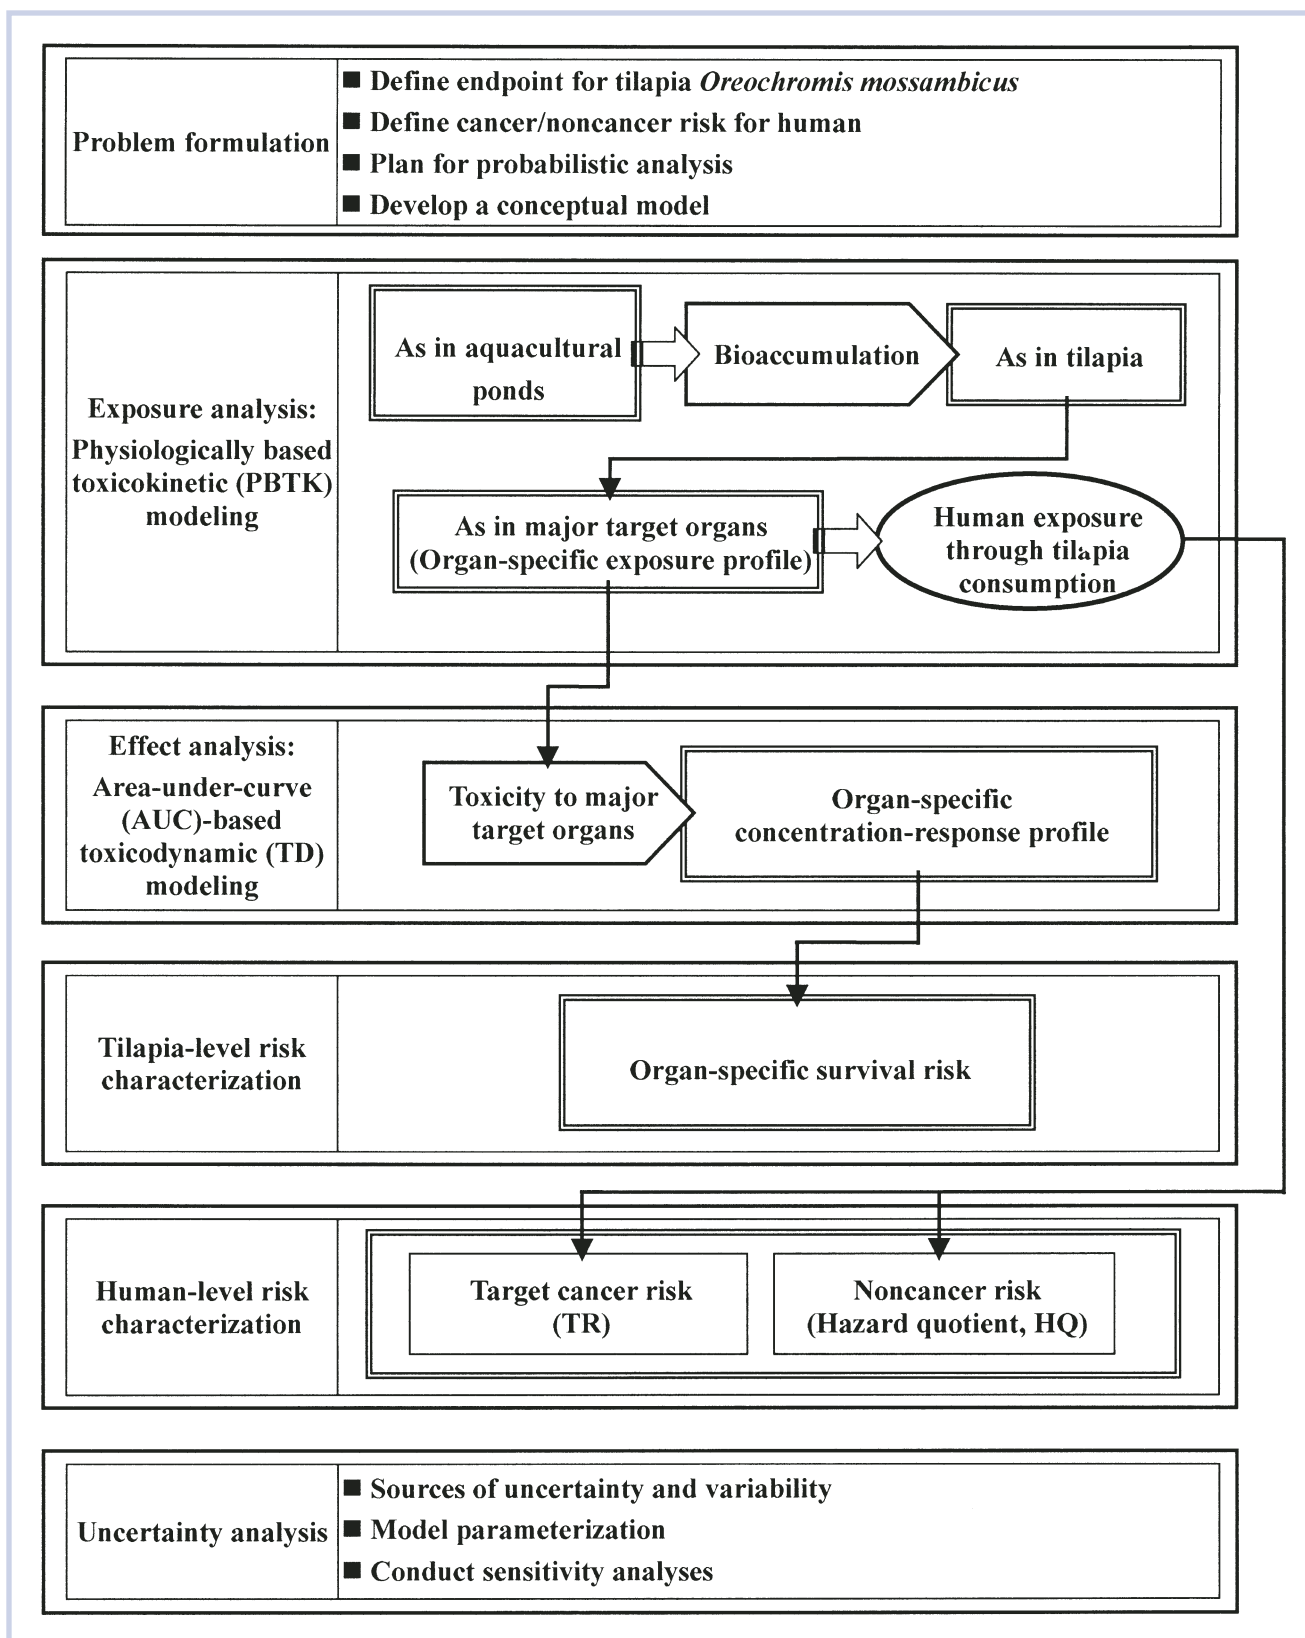 Problem formulation
■ Define endpoint for tilapia Oreochromis mossambicus
■ Define cancer/noncancer risk for human
■ Plan for probabilistic analysis
■ Develop a conceptual model
Exposure analysis:
Physiologically based
toxicokinetic (PBTK)
modeling
As in aquacultural
ponds
Bioaccumulation
As in tilapia
As in major target organs
(Organ-specific exposure profile)
Human exposure
through tilapia
consumption
Effect analysis:
Area-under-curve
(AUC)-based
toxicodynamic (TD)
modeling
Toxicity to major
target organs
Organ-specific
concentration-response profile
Tilapia-level risk
characterization
Organ-specific survival risk
Human-level risk
characterization
Target cancer risk
(TR)
Noncancer risk
(Hazard quotient, HQ)
Uncertainty analysis
■ Sources of uncertainty and variability
■ Model parameterization
■ Conduct sensitivity analyses